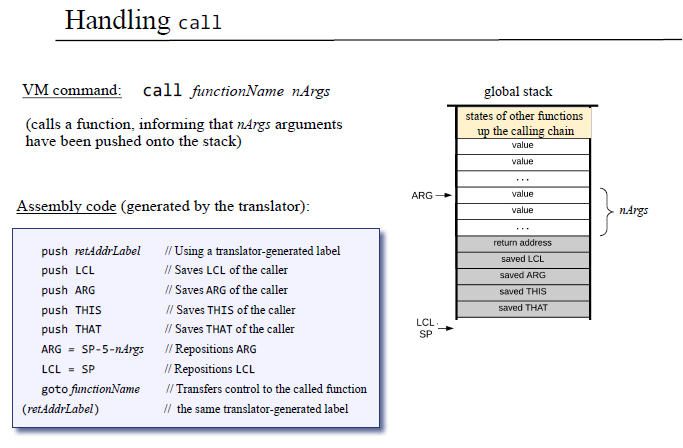 Handling call
VM command: call functionName nArgs
(calls a function, informing that nArgs arguments
have been pushed onto the stack)
Assembly code (generated by the translator):
push retAddrLabel // Using a translator-generated label
push LCL // Saves LCL of the caller
push ARG // Saves ARG of the caller
push THIS // Saves THIS of the caller
push THAT // Saves THAT of the caller
ARG = SP-5-nArgs // Repositions ARG
LCL = SP // Repositions LCL
goto functionName // Transfers control to the called function
(retAddrLabel) // the same translator-generated label
global stack
states of other functions
up the calling chain
value
value
...
ARG value
value nArgs
...
return address
saved LCL
saved ARG
saved THIS
saved THAT
LCL
SP